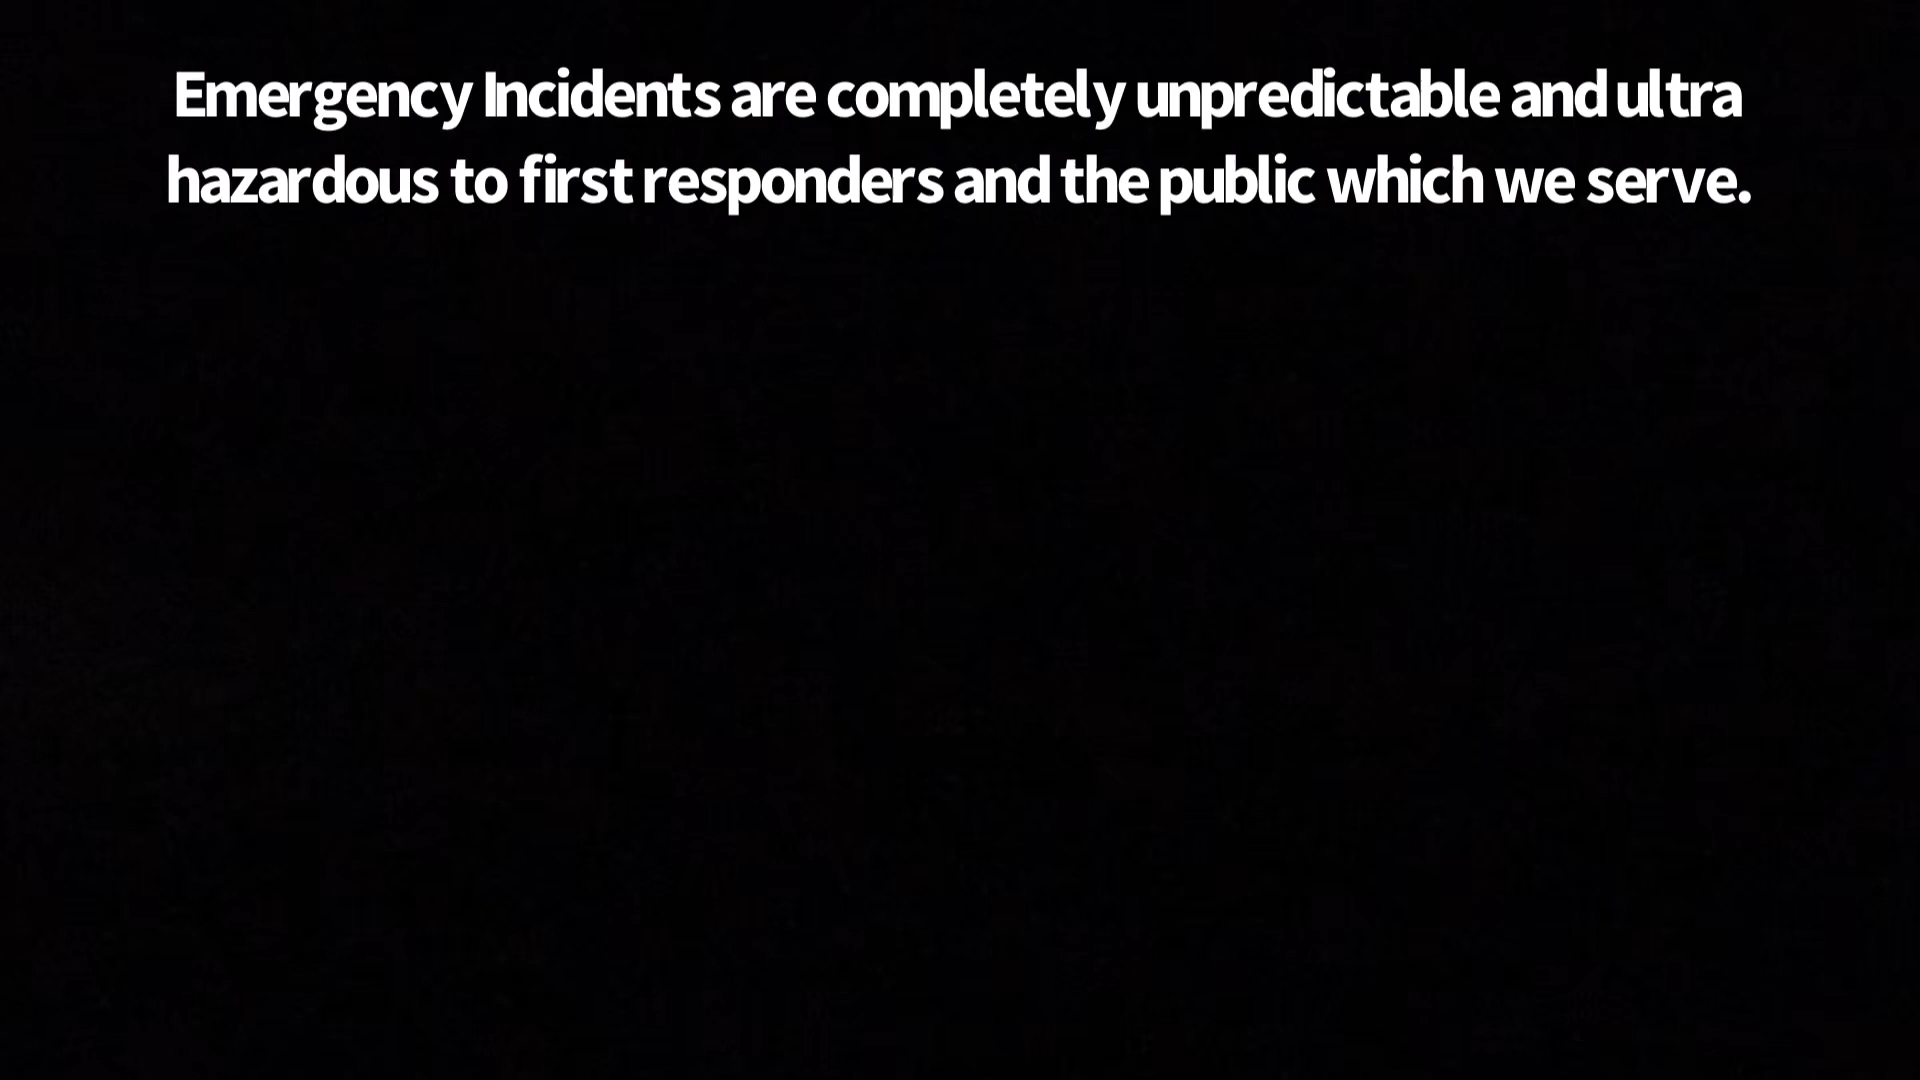 Emergency Incidents are completely unpredictable and ultra
hazardous to first responders and the public which we serve.